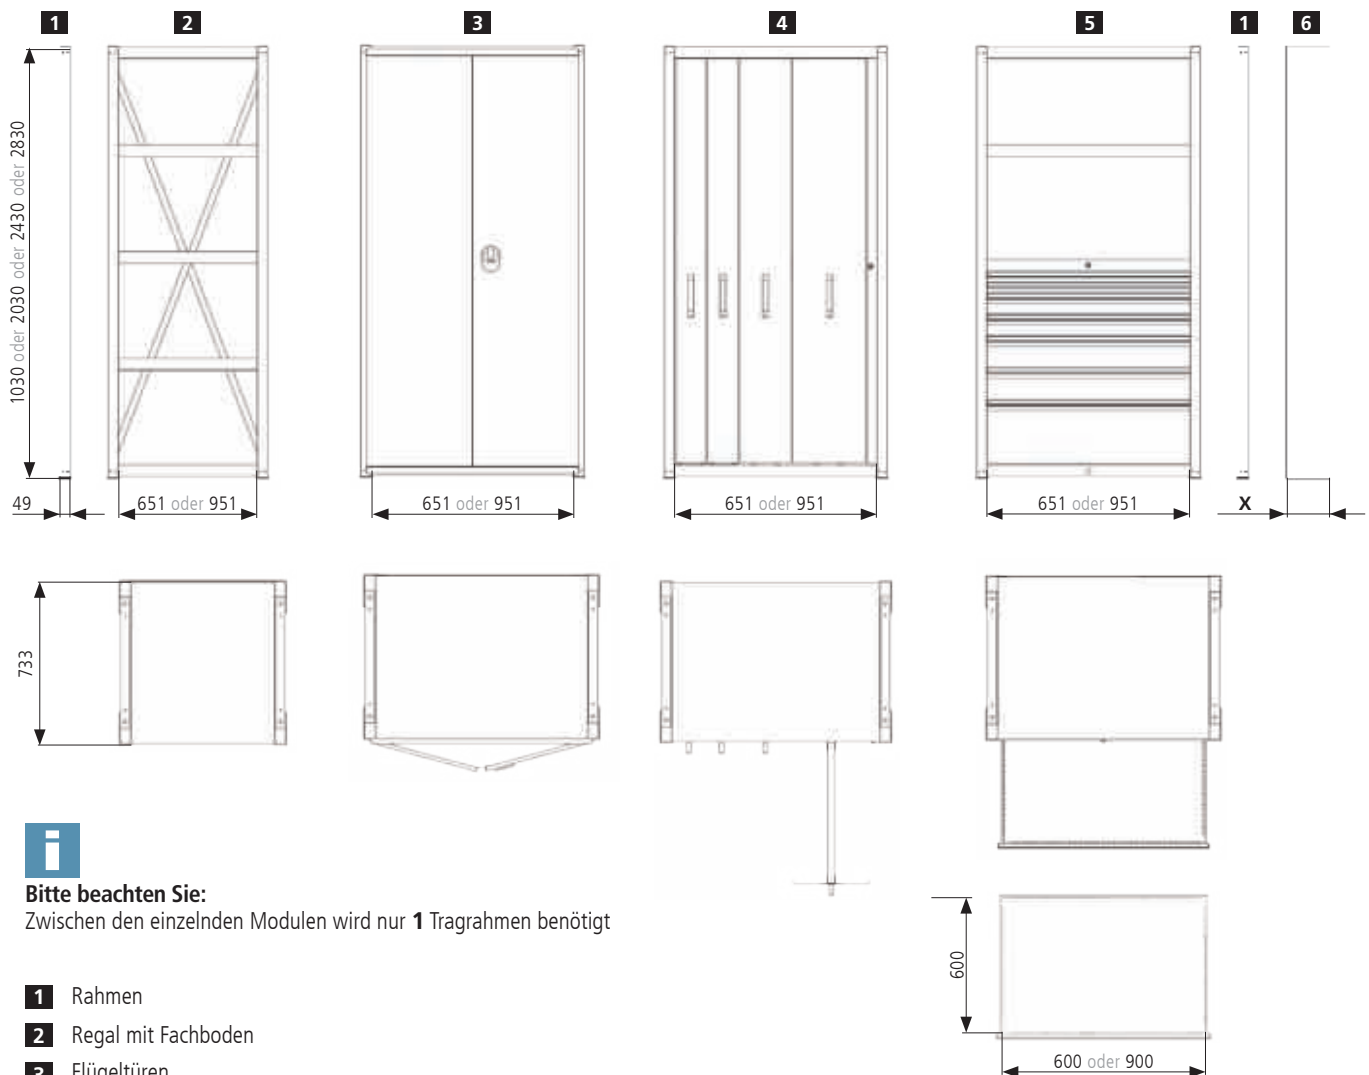 1 2 3 4 5 1 6
1030 oder 2030 oder 2430 oder 2830
49 651 oder 951 651 oder 951 651 oder 951 651 oder 951 X
733
Bitte beachten Sie:
Zwischen den einzelnden Modulen wird nur 1 Tragrahmen benötigt
600
600 oder 900
1 Rahmen
2 Regal mit Fachboden
3 Flügeltüren